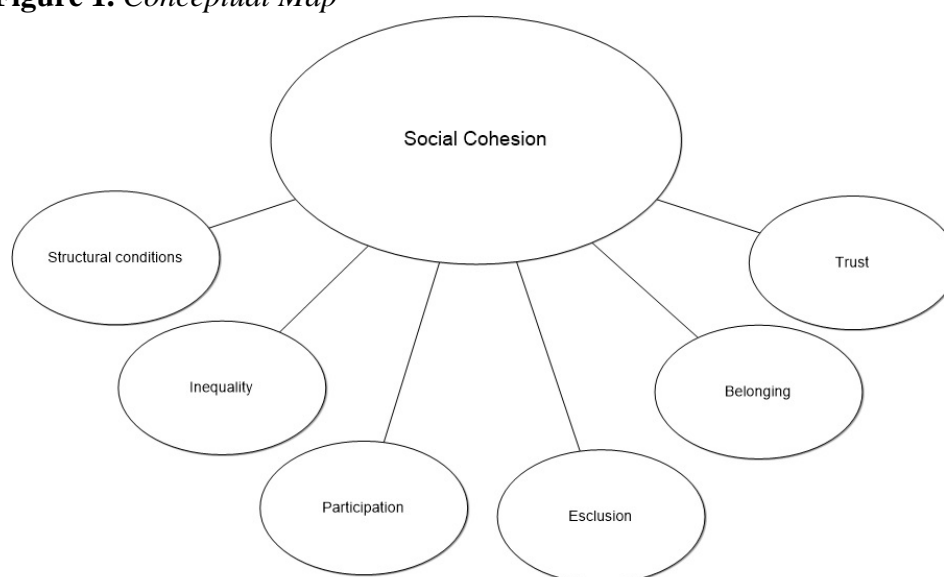 Figure 1. Conceptual Map
Social Cohesion
Structural conditions
Trust
Inequality
Belonging
Participation
Esclusion